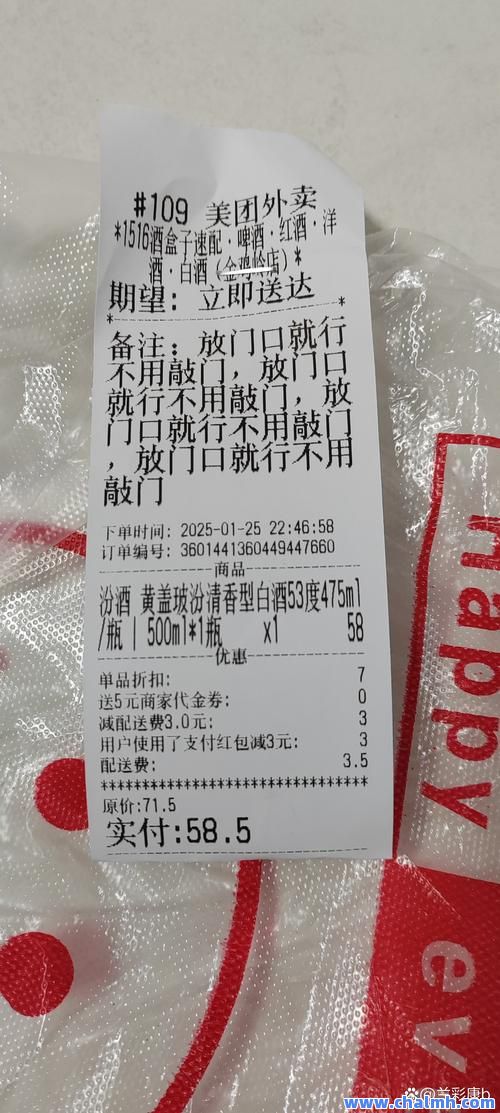 #109 美团外卖
*1516酒盒子速配·啤酒·红酒·洋
酒·白酒(金鸡岭店)*
期望: 立即送达
*--------------------*
备注: 放门口就行
不用敲门, 放门口
就行不用敲门, 放
门口就行不用敲门
, 放门口就行不用
敲门
下单时间: 2025-01-25 22:46:58
订单编号: 3601441360449447660
商品
汾酒 黄盖玻汾清香型白酒53度475ml
/瓶 | 500ml*1瓶 x1 58
优惠
单品折扣: 7
送5元商家代金券: 0
减配送费3.0元: 3
用户使用了支付红包减3元: 3
配送费: 3.5
*********************************
原价:71.5
实付:58.5
Happy
ev
www.chalmh.com